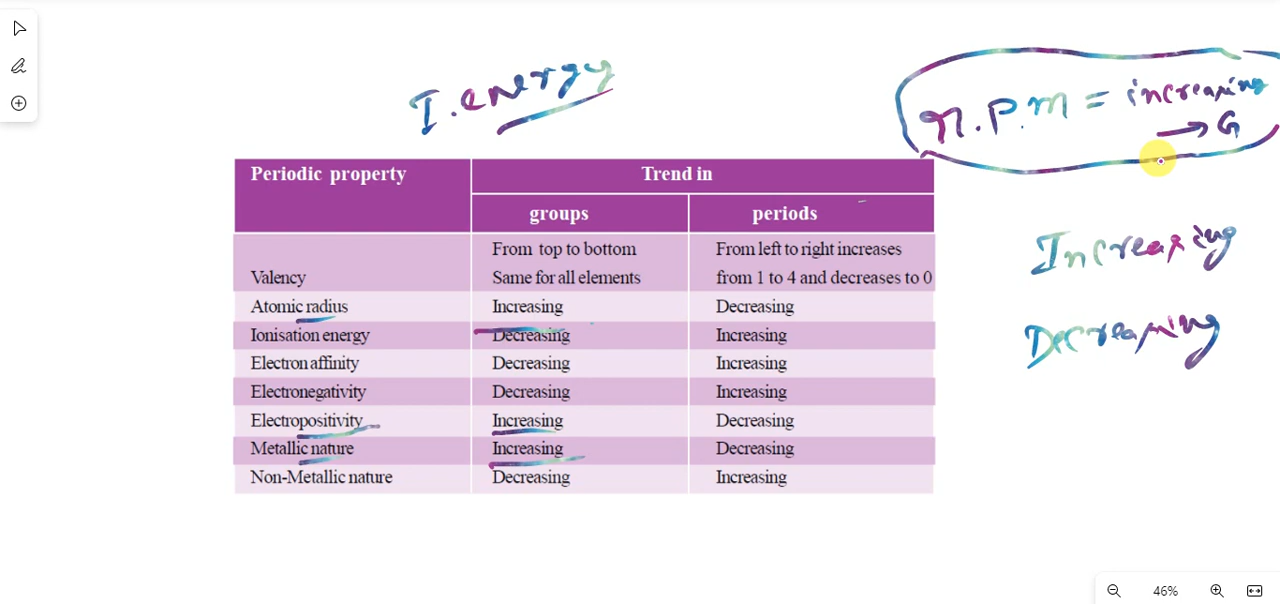 I.energy
r.P.m = increasing
→ G
Periodic property
Trend in
groups
periods
From top to bottom
From left to right increases
Valency
Same for all elements
from 1 to 4 and decreases to 0
Atomic radius
Increasing
Decreasing
Ionisation energy
Decreasing
Increasing
Electron affinity
Decreasing
Increasing
Electronegativity
Decreasing
Increasing
Electropositivity
Increasing
Decreasing
Metallic nature
Increasing
Decreasing
Non-Metallic nature
Decreasing
Increasing
Increasing
Decreasing
46%